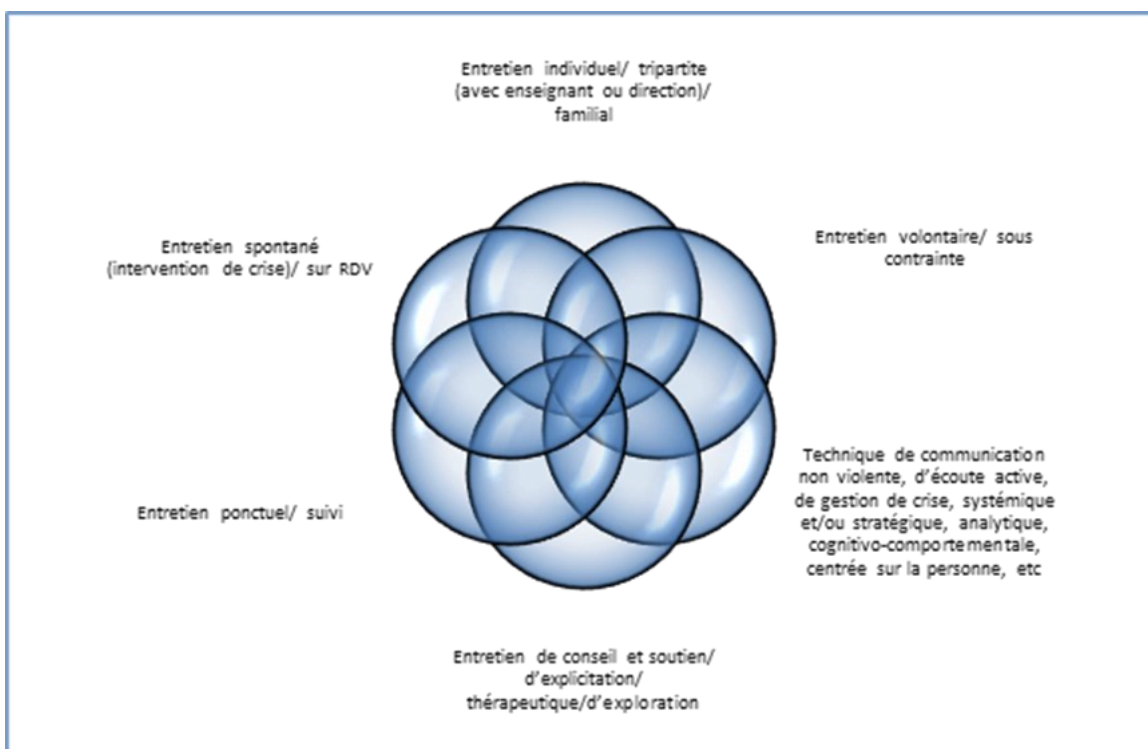 Entretien individuel/ tripartite
(avec enseignant ou direction)/
familial
Entretien spontané
(intervention de crise)/ sur RDV
Entretien volontaire/ sous
contrainte
Technique de communication
non violente, d'écoute active,
de gestion de crise, systémique
et/ou stratégique, analytique,
cognitivo-comportementale,
centrée sur la personne, etc
Entretien ponctuel/ suivi
Entretien de conseil et soutien/
d'explicitation/
thérapeutique/d'exploration